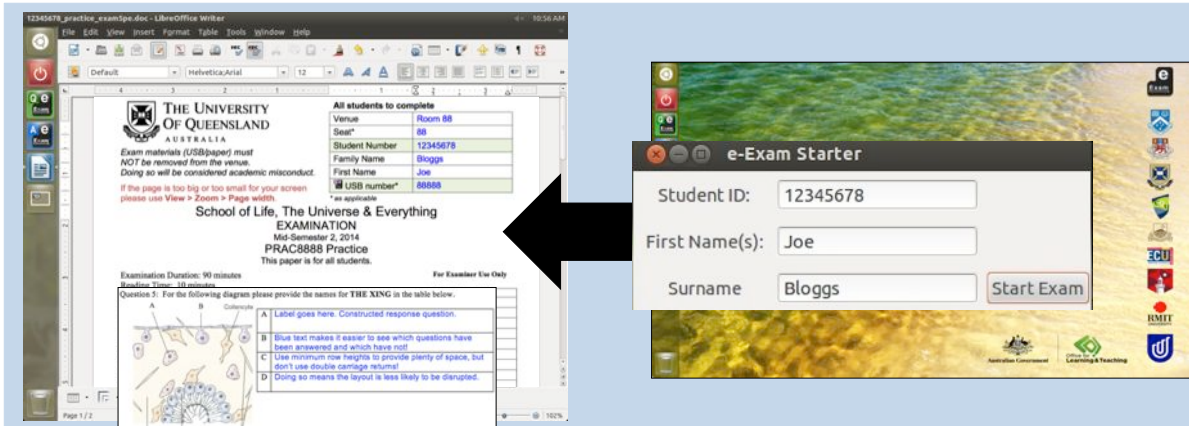 12345678_practice_examSpe.doc - LibreOffice Writer
10:56 AM
File Edit View Insert Format Table Tools Window Help
Default
Helvetica;Arial
12
THE UNIVERSITY
OF QUEENSLAND
AUSTRALIA
Exam materials (USB/paper) must
NOT be removed from the venue.
Doing so will be considered academic misconduct.
If the page is too big or too small for your screen
please use View > Zoom > Page width.
All students to complete
Venue Room 88
Seat* 88
Student Number 12345678
Family Name Bloggs
First Name Joe
USB number* 88888
* as applicable
School of Life, The Universe & Everything
EXAMINATION
Mid-Semester 2, 2014
PRAC8888 Practice
This paper is for all students.
Examination Duration: 90 minutes
For Examiner Use Only
Reading Time: 10 minutes
Question 5: For the following diagram please provide the names for THE XING in the table below.
A B Collenocyte
A Label goes here. Constructed response question.
B Blue text makes it easier to see which questions have
been answered and which have not!
C Use minimum row heights to provide plenty of space, but
don't use double carriage returns!
D Doing so means the layout is less likely to be disrupted.
Page 1 / 2
102%
e-Exam Starter
Student ID: 12345678
First Name(s): Joe
Surname Bloggs
Start Exam
e
Exam
ECU
RMIT
UNIVERSITY
Australian Government
Office for
Learning & Teaching